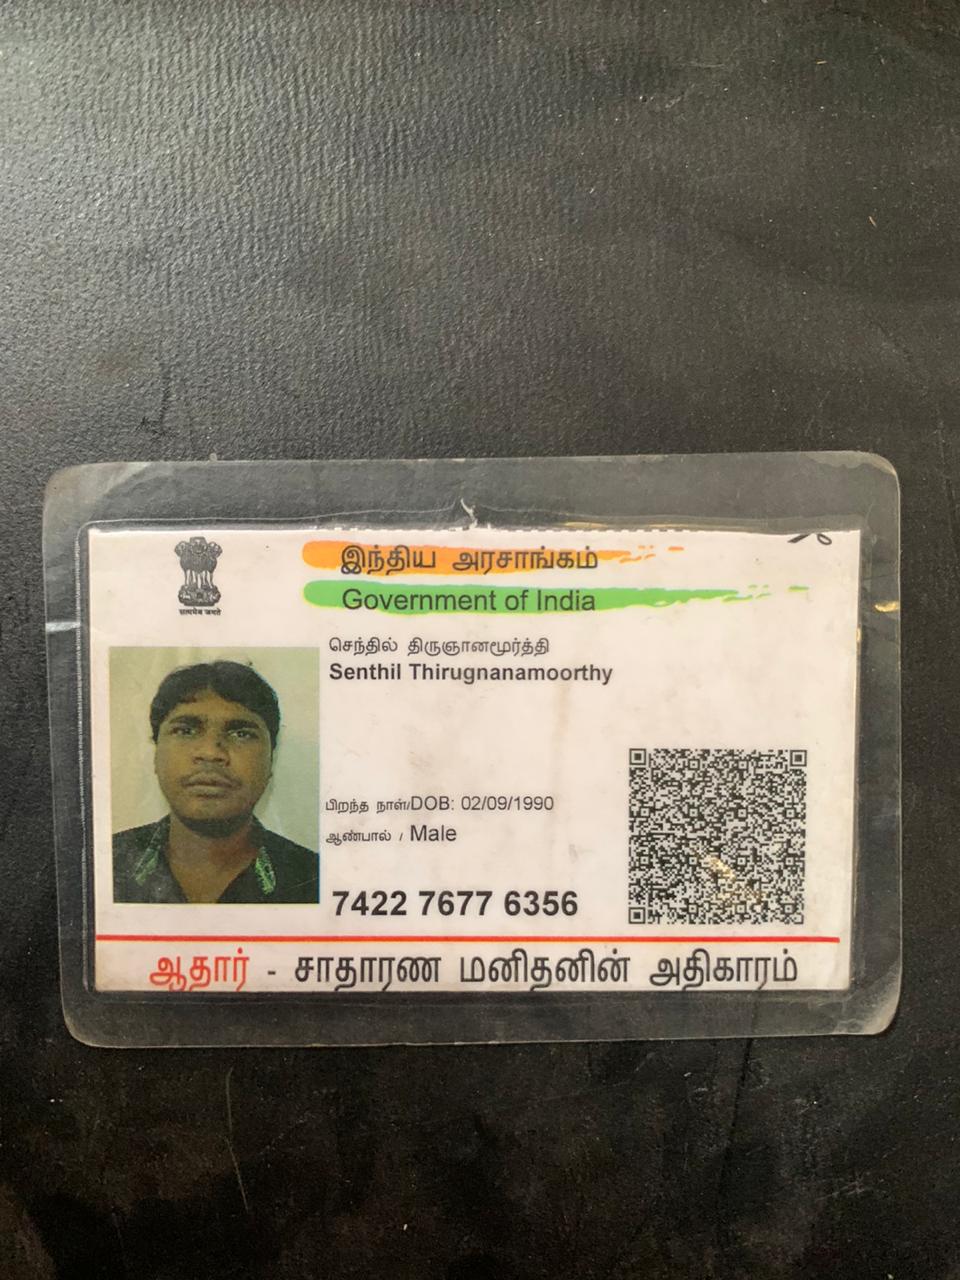 இந்திய அரசாங்கம்
Government of India
सत्यमेव जयते
செந்தில் திருஞானமூர்த்தி
Senthil Thirugnanamoorthy
பிறந்த நாள்/DOB: 02/09/1990
ஆண்பால் / Male
7422 7677 6356
ஆதார் - சாதாரண மனிதனின் அதிகாரம்